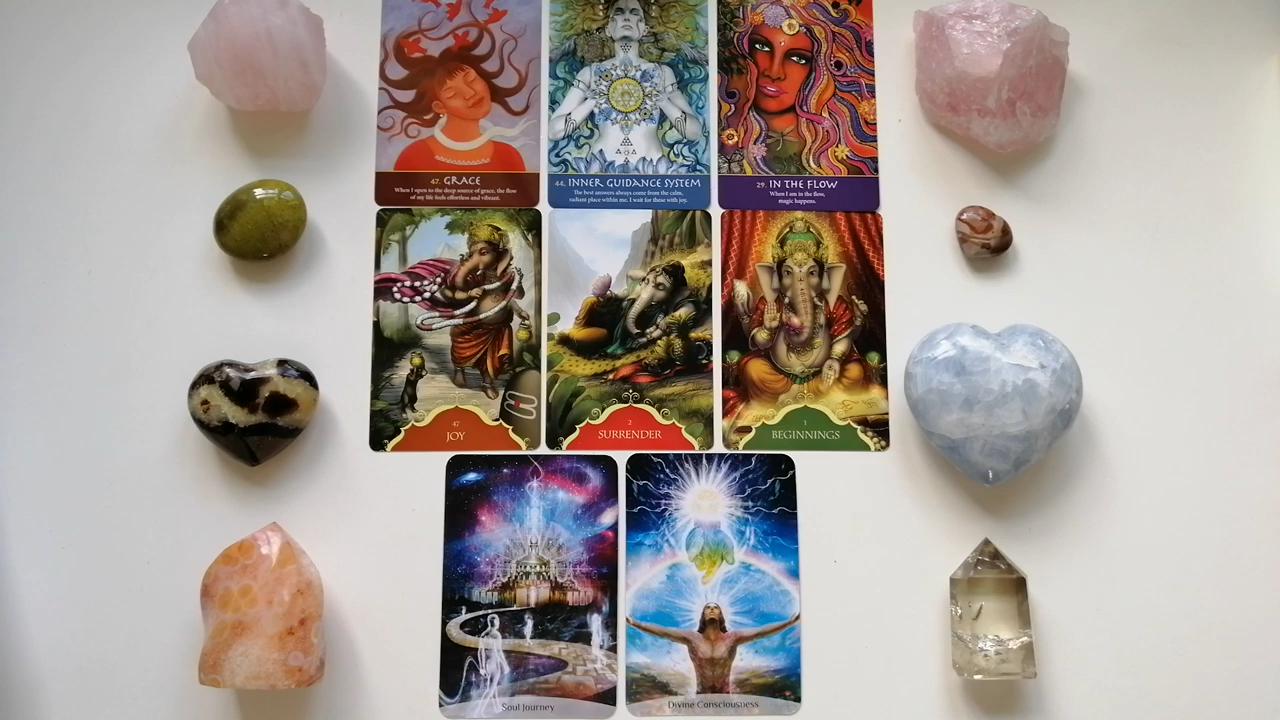 47. GRACE
When I open to the deep source of grace, the flow
of my life feels effortless and vibrant.
44. INNER GUIDANCE SYSTEM
The best answers always come from the calm,
radiant place within me. I wait for these with joy.
29. IN THE FLOW
When I am in the flow,
magic happens.
47
JOY
2
SURRENDER
1
BEGINNINGS
Soul Journey
Divine Consciousness